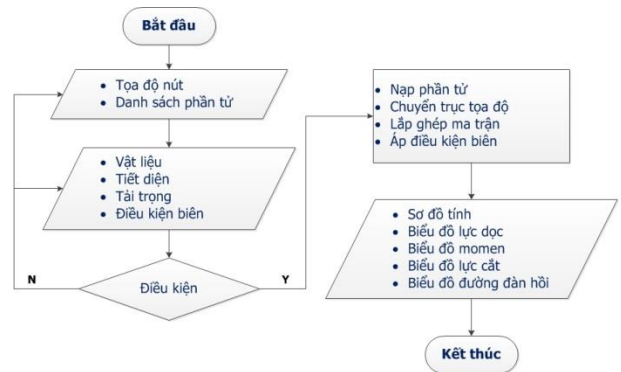 Bắt đầu
• Tọa độ nút
• Danh sách phần tử
• Vật liệu
• Tiết diện
• Tải trọng
• Điều kiện biên
N
Điều kiện
Y
• Nạp phần tử
• Chuyển trục tọa độ
• Lắp ghép ma trận
• Áp điều kiện biên
• Sơ đồ tính
• Biểu đồ lực dọc
• Biểu đồ momen
• Biểu đồ lực cắt
• Biểu đồ đường đàn hồi
Kết thúc